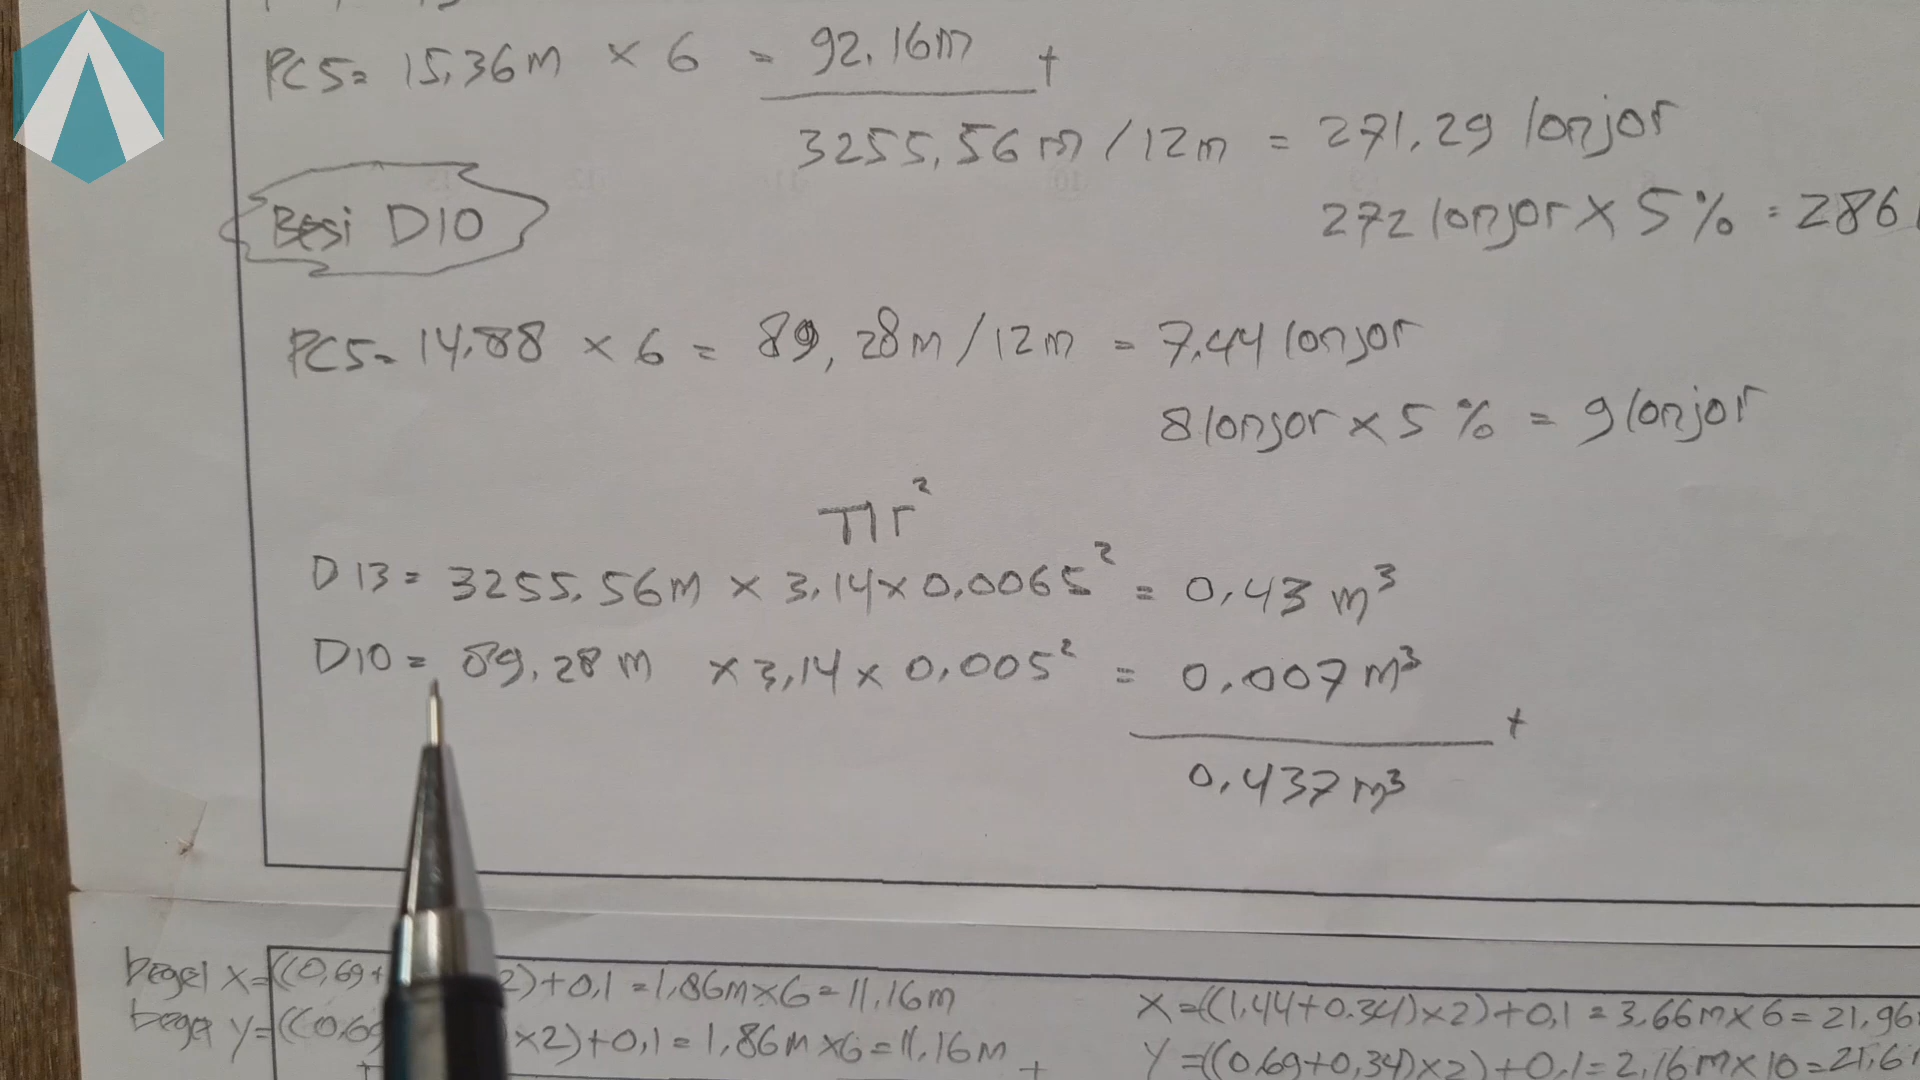 PC5= 15,36m × 6 = 92,16m +
3255,56m / 12m = 271,29 lonjor
272 lonjor × 5% = 286
Besi D10
PC5= 14,88 × 6 = 89,28m / 12m = 7,44 lonjor
8 lonjor × 5% = 9 lonjor
πr²
D13 = 3255,56m × 3,14 × 0,0065² = 0,43 m³
D10 = 89,28m × 3,14 × 0,005² = 0,007 m³ +
0,437 m³
begel x=((0,69+ 2)+0,1 = 1,86m×6=11,16m
begel y=((0,69 ×2)+0,1 = 1,86m×6=11,16m +
X=((1,44+0,34)×2)+0,1 = 3,66m×6=21,96
Y=((0,69+0,34)×2)+0,1=2,16m×10=21,6